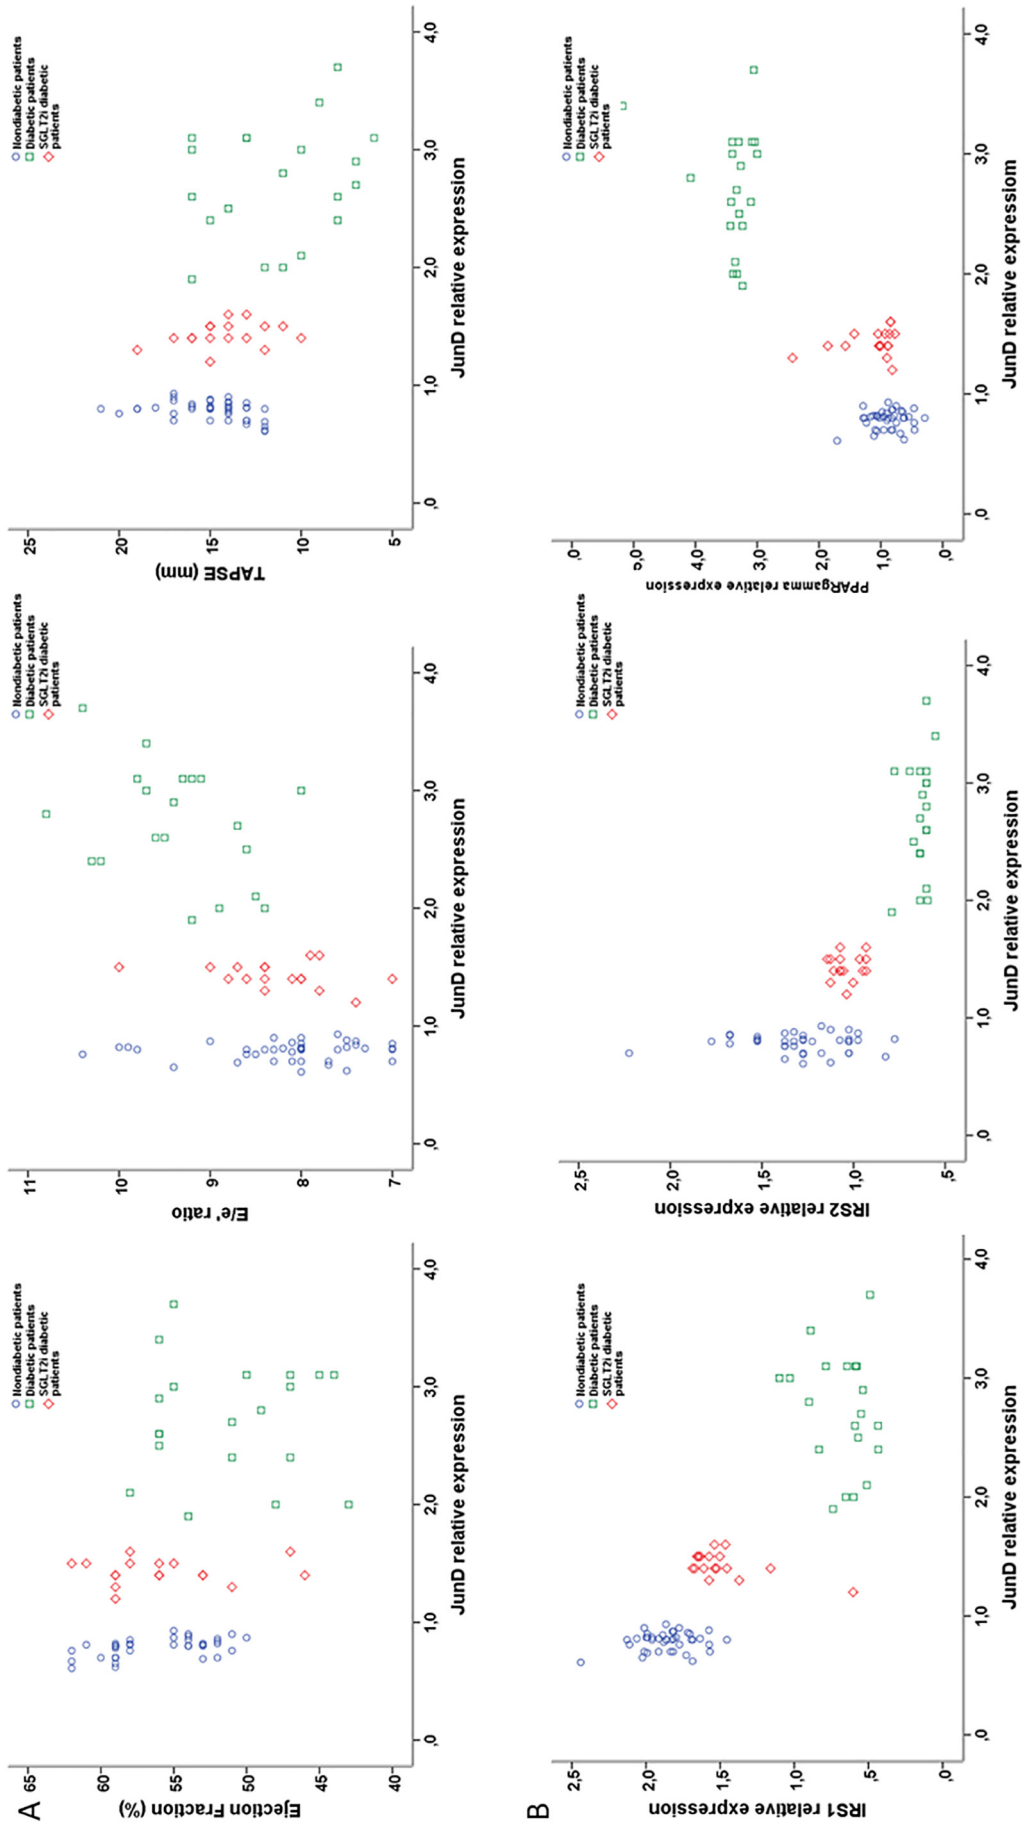 A
65
60
55
50
45
40
Ejection Fraction (%)
Nondiabetic patients
Diabetic patients
SGLT2i diabetic
patients
,0
1,0
2,0
3,0
4,0
JunD relative expression
11
10
9
8
7
E/e' ratio
Nondiabetic patients
Diabetic patients
SGLT2i diabetic
patients
,0
1,0
2,0
3,0
4,0
JunD relative expression
25
20
15
10
5
TAPSE (mm)
Nondiabetic patients
Diabetic patients
SGLT2i diabetic
patients
,0
1,0
2,0
3,0
4,0
JunD relative expression
B
2,5
2,0
1,5
1,0
,5
,0
IRS1 relative expression
Nondiabetic patients
Diabetic patients
SGLT2i diabetic
patients
,0
1,0
2,0
3,0
4,0
JunD relative expression
2,5
2,0
1,5
1,0
,5
IRS2 relative expression
Nondiabetic patients
Diabetic patients
SGLT2i diabetic
patients
,0
1,0
2,0
3,0
4,0
JunD relative expression
4,0
3,0
2,0
1,0
,0
PPARgamma relative expression
Nondiabetic patients
Diabetic patients
SGLT2i diabetic
patients
,0
1,0
2,0
3,0
4,0
JunD relative expression